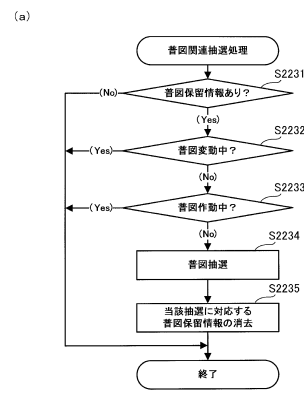 (a)
普図関連抽選処理
S2231
普図保留情報あり?
(No)
(Yes)
S2232
普図変動中?
(Yes)
(No)
S2233
普図作動中?
(Yes)
(No)
S2234
普図抽選
S2235
当該抽選に対応する
普図保留情報の消去
終了